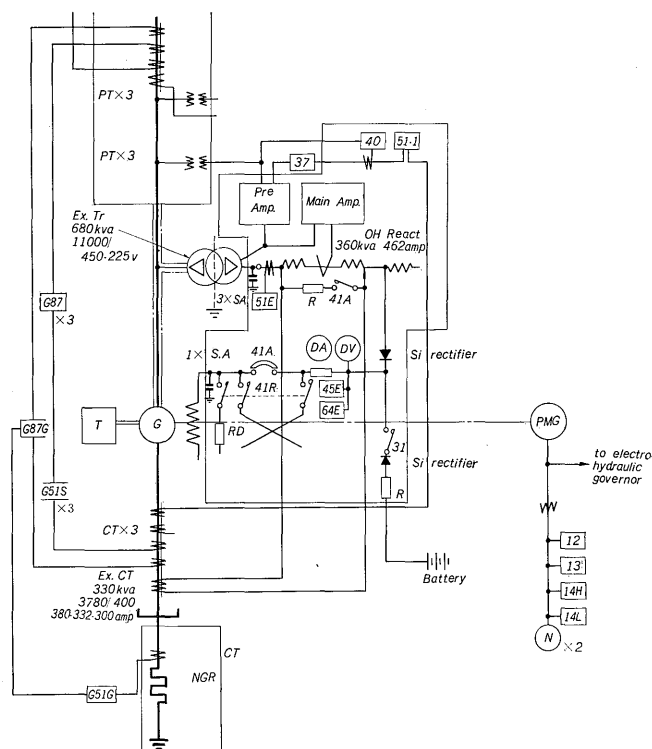 PT×3
PT×3
40
51·1
37
Pre
Amp.
Main Amp.
Ex. Tr
680kva
11000/
450-225v
OH React
360kva 462amp
3×SA
51E
R
41A
G87
×3
1× S.A
41A
DA
DV
Si rectifier
41R
45E
64E
T
G
G87G
RD
31
Si rectifier
R
PMG
to electro
hydraulic
governor
G51S
×3
CT×3
Battery
Ex. CT
330kva
3780/400
380-332-300amp
12
13
14H
14L
N
×2
CT
NGR
G51G